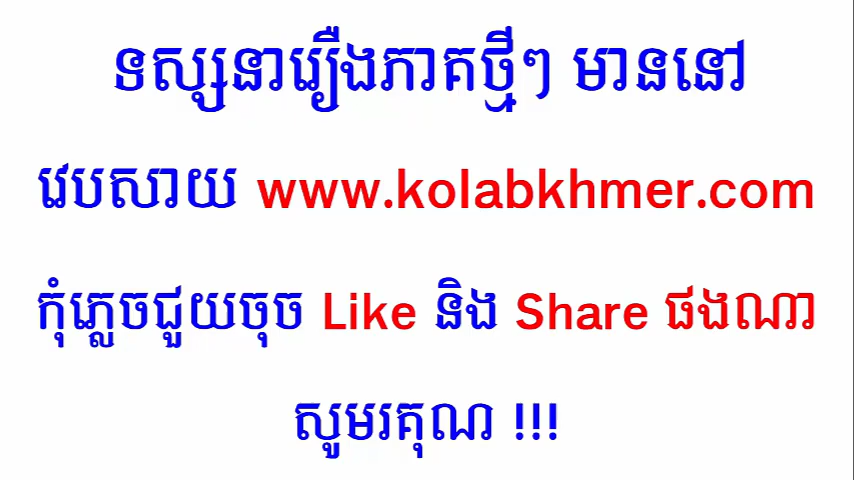 ទស្សនារឿងភាគថ្មីៗ មាននៅ
វេបសាយ www.kolabkhmer.com
កុំភ្លេចជួយចុច Like និង Share ផងណា
សូមរគុណ !!!